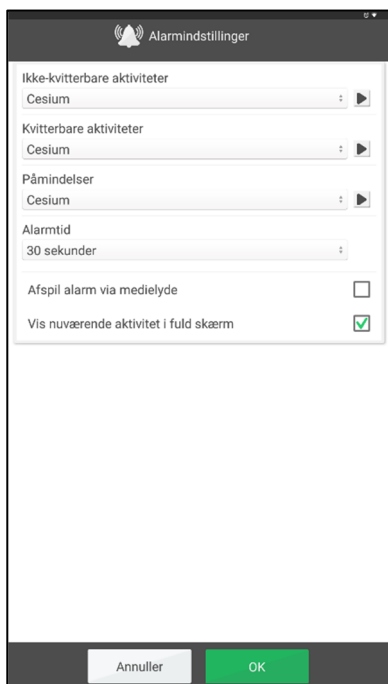 Alarmindstillinger
Ikke-kvitterbare aktiviteter
Cesium
Kvitterbare aktiviteter
Cesium
Påmindelser
Cesium
Alarmtid
30 sekunder
Afspil alarm via medielyde
Vis nuværende aktivitet i fuld skærm
Annuller OK